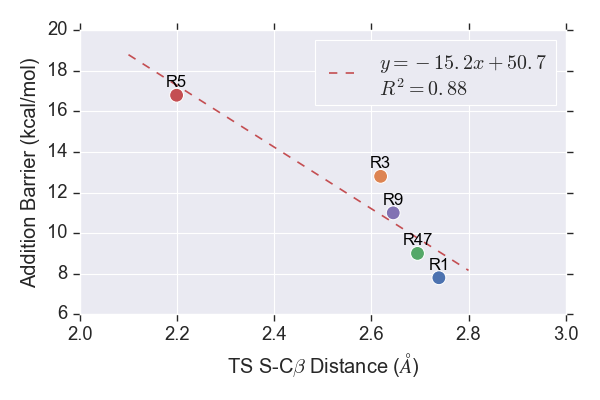 20
18
16
14
12
10
8
6
Addition Barrier (kcal/mol)
y = −15.2x + 50.7
R² = 0.88
R5
R3
R9
R47
R1
2.0 2.2 2.4 2.6 2.8 3.0
TS S-Cβ Distance (Å)